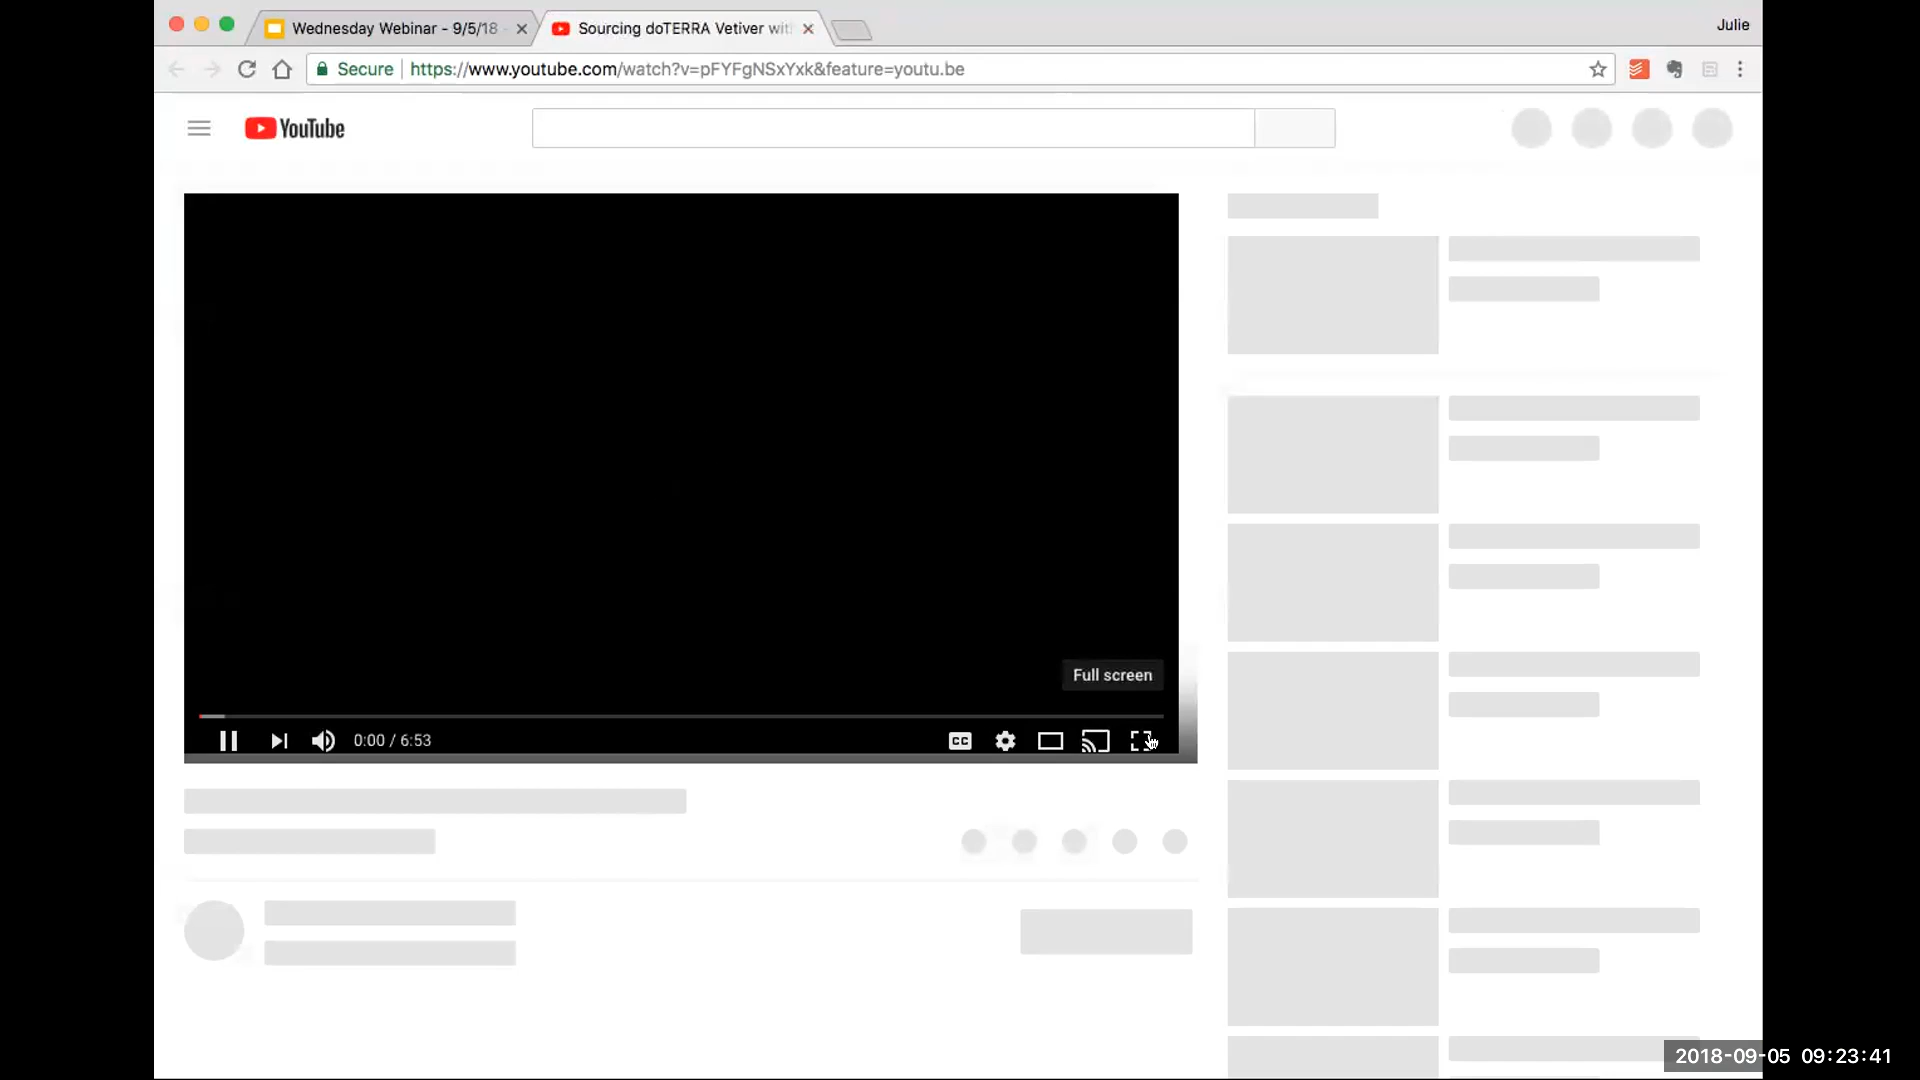 Wednesday Webinar - 9/5/18
Sourcing doTERRA Vetiver wit
Julie
Secure
https://www.youtube.com/watch?v=pFYFgNSxYxk&feature=youtu.be
YouTube
Full screen
0:00 / 6:53
CC
2018-09-05 09:23:41